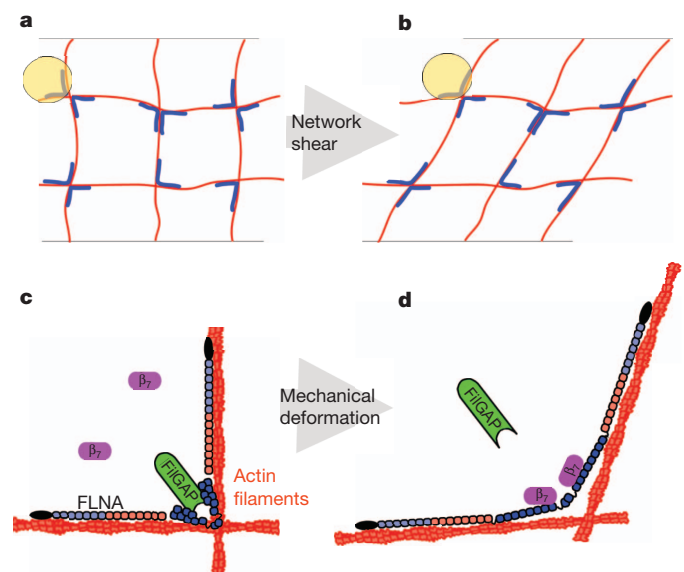 a
b
Network
shear
c
d
β7
Mechanical
deformation
FilGAP
β7
FilGAP
β7
β7
Actin
filaments
FLNA